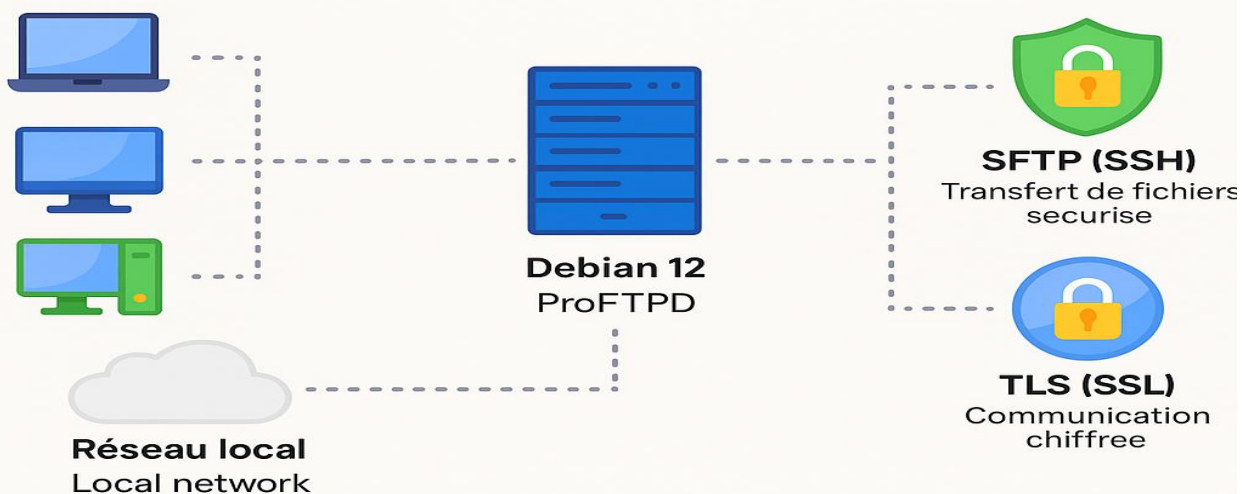 SFTP (SSH)
Transfert de fichiers
securise
Debian 12
ProFTPD
TLS (SSL)
Communication
chiffree
Réseau local
Local network